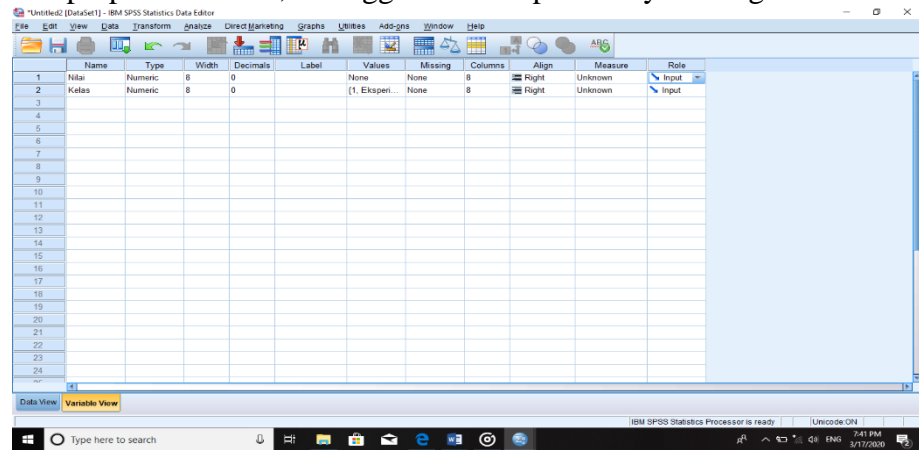 *Untitled2 [DataSet1] - IBM SPSS Statistics Data Editor
File Edit View Data Transform Analyze Direct Marketing Graphs Utilities Add-ons Window Help
Name Type Width Decimals Label Values Missing Columns Align Measure Role
1 Nilai Numeric 8 0 None None 8 Right Unknown Input
2 Kelas Numeric 8 0 {1, Eksperi... None 8 Right Unknown Input
3
4
5
6
7
8
9
10
11
12
13
14
15
16
17
18
19
20
21
22
23
24
Data View Variable View
IBM SPSS Statistics Processor is ready Unicode:ON
Type here to search ENG 7:41 PM
3/17/2020